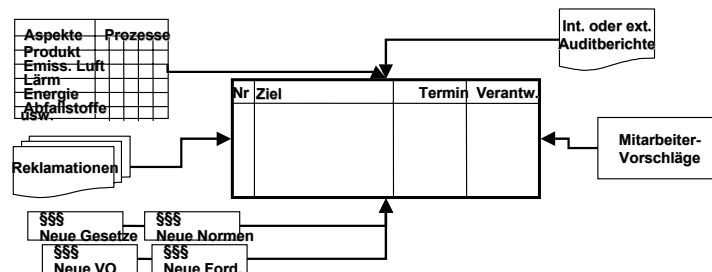 Aspekte Prozesse
Produkt
Emiss. Luft
Lärm
Energie
Abfallstoffe
usw.
Int. oder ext.
Auditberichte
Nr Ziel Termin Verantw.
Reklamationen
Mitarbeiter-
Vorschläge
§§§ §§§
Neue Gesetze Neue Normen
§§§ §§§
Neue VO Neue Ford.